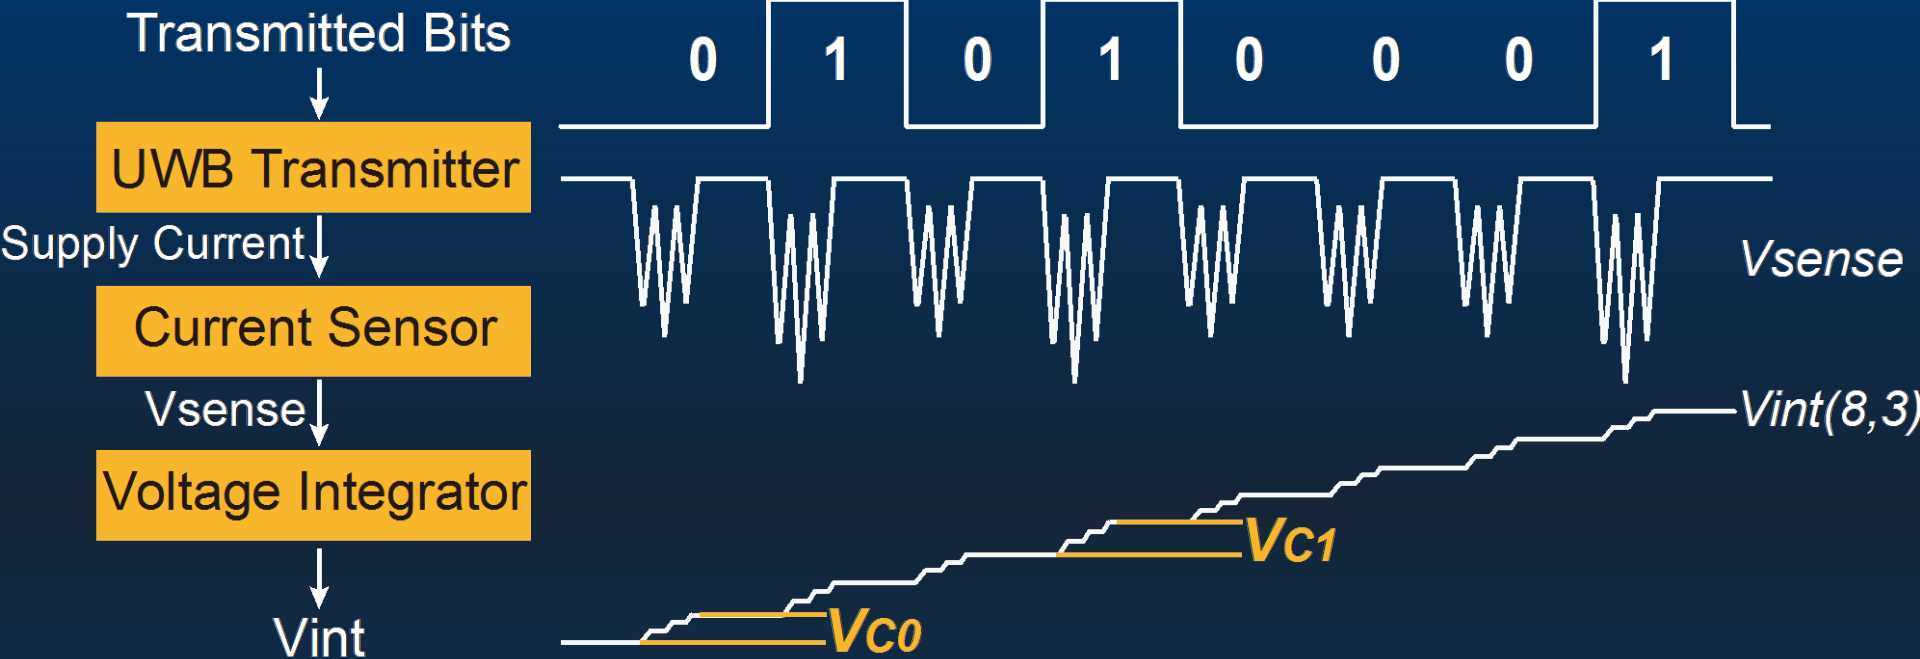 Transmitted Bits
0 1 0 1 0 0 0 1
UWB Transmitter
Supply Current
Vsense
Current Sensor
Vsense
Vint(8,3)
Voltage Integrator
VC1
Vint
VC0